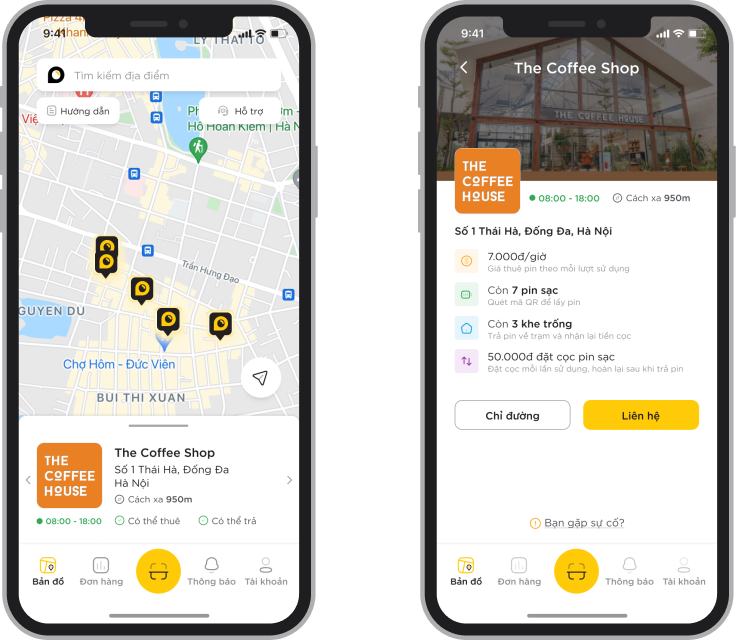 Pizza 4
9:41
LY THAI TO
Tìm kiếm địa điểm
Hướng dẫn
Hỗ trợ
Việ
Hồ Hoàn Kiếm | Hà N
Trần Hưng Đạo
GUYEN DU
Chợ Hôm - Đức Viên
BUI THI XUAN
THE
COFFEE
HOUSE
The Coffee Shop
Số 1 Thái Hà, Đống Đa
Hà Nội
Cách xa 950m
08:00 - 18:00
Có thể thuê
Có thể trả
Bản đồ
Đơn hàng
Thông báo
Tài khoản
9:41
The Coffee Shop
THE COFFEE HOUSE
THE
COFFEE
HOUSE
08:00 - 18:00
Cách xa 950m
Số 1 Thái Hà, Đống Đa, Hà Nội
7.000đ/giờ
Giá thuê pin theo mỗi lượt sử dụng
Còn 7 pin sạc
Quét mã QR để lấy pin
Còn 3 khe trống
Trả pin về trạm và nhận lại tiền cọc
50.000đ đặt cọc pin sạc
Đặt cọc mỗi lần sử dụng, hoàn lại sau khi trả pin
Chỉ đường
Liên hệ
Bạn gặp sự cố?
Bản đồ
Đơn hàng
Thông báo
Tài khoản